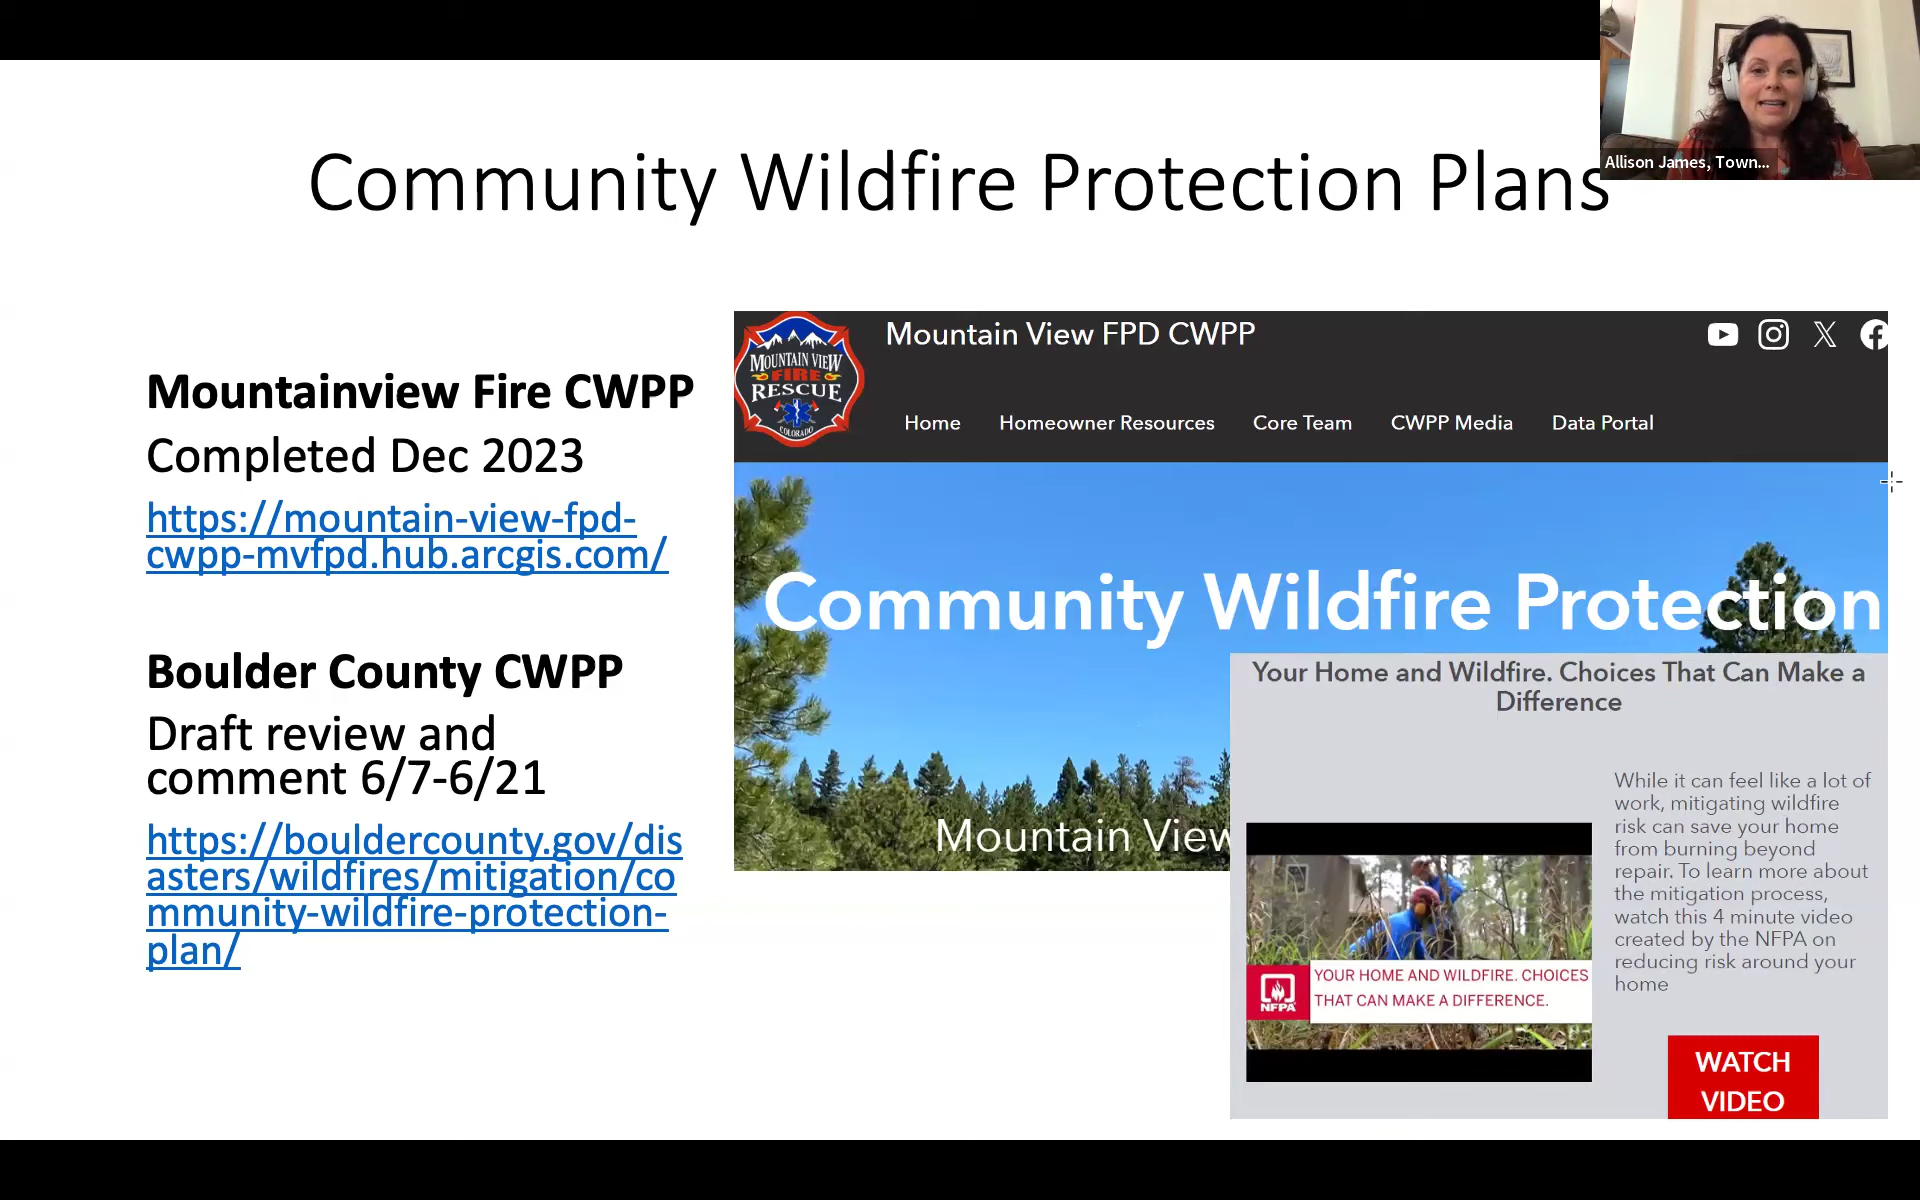 Allison James, Town...
Community Wildfire Protection Plans
Mountainview Fire CWPP
Completed Dec 2023
https://mountain-view-fpd-
cwpp-mvfpd.hub.arcgis.com/
Boulder County CWPP
Draft review and
comment 6/7-6/21
https://bouldercounty.gov/dis
asters/wildfires/mitigation/co
mmunity-wildfire-protection-
plan/
MOUNTAIN VIEW
FIRE
RESCUE
COLORADO
Mountain View FPD CWPP
Home Homeowner Resources Core Team CWPP Media Data Portal
Community Wildfire Protection
Mountain View
Your Home and Wildfire. Choices That Can Make a
Difference
While it can feel like a lot of
work, mitigating wildfire
risk can save your home
from burning beyond
repair. To learn more about
the mitigation process,
watch this 4 minute video
created by the NFPA on
reducing risk around your
home
NFPA
YOUR HOME AND WILDFIRE. CHOICES
THAT CAN MAKE A DIFFERENCE.
WATCH
VIDEO